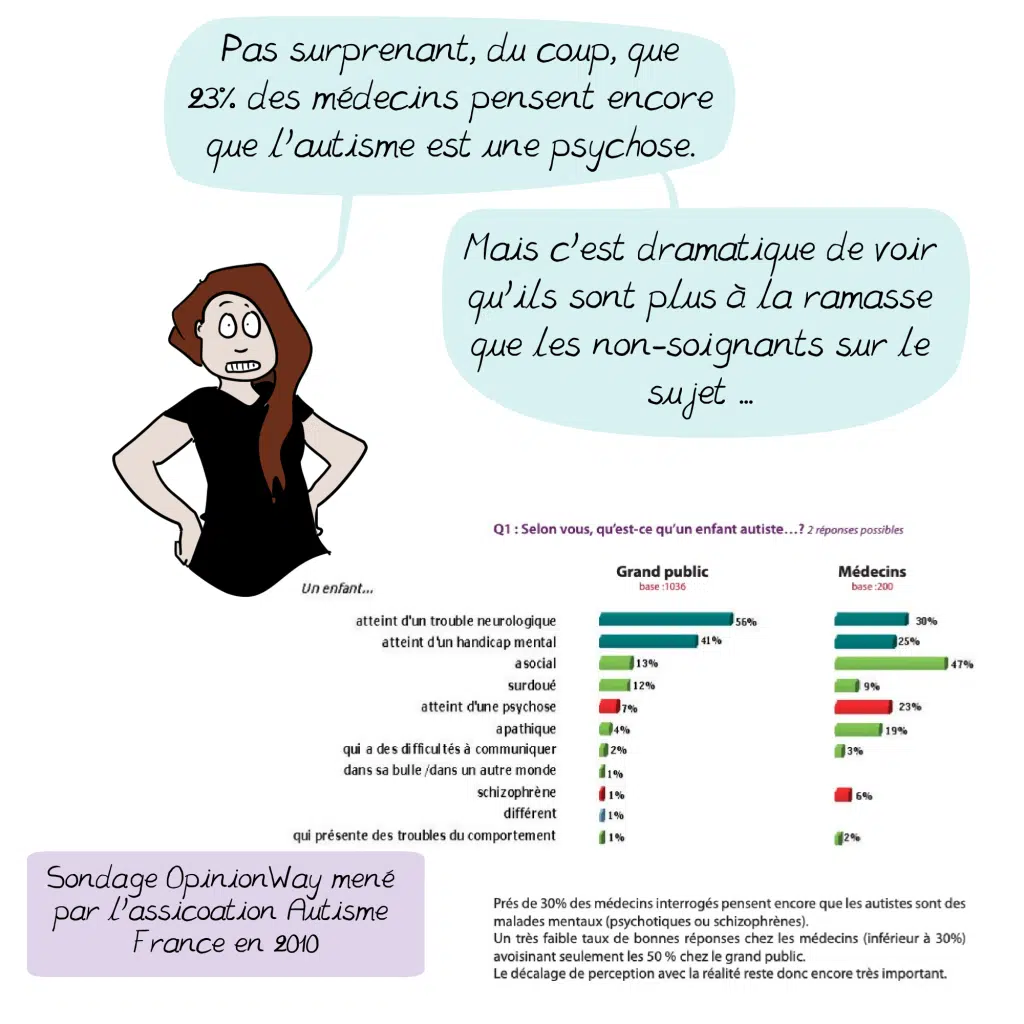 Pas surprenant, du coup, que
23% des médecins pensent encore
que l'autisme est une psychose.
Mais c'est dramatique de voir
qu'ils sont plus à la ramasse
que les non-soignants sur le
sujet ...
Q1 : Selon vous, qu'est-ce qu'un enfant autiste...? 2 réponses possibles
Grand public Médecins
base :1036 base :200
Un enfant...
atteint d'un trouble neurologique 56% 30%
atteint d'un handicap mental 41% 25%
asocial 13% 47%
surdoué 12% 9%
atteint d'une psychose 7% 23%
apathique 4% 19%
qui a des difficultés à communiquer 2% 3%
dans sa bulle /dans un autre monde 1%
schizophrène 1% 6%
différent 1%
qui présente des troubles du comportement 1% 2%
Sondage OpinionWay mené
par l'assicoation Autisme
France en 2010
Prés de 30% des médecins interrogés pensent encore que les autistes sont des
malades mentaux (psychotiques ou schizophrènes).
Un très faible taux de bonnes réponses chez les médecins (inférieur à 30%)
avoisinant seulement les 50 % chez le grand public.
Le décalage de perception avec la réalité reste donc encore très important.